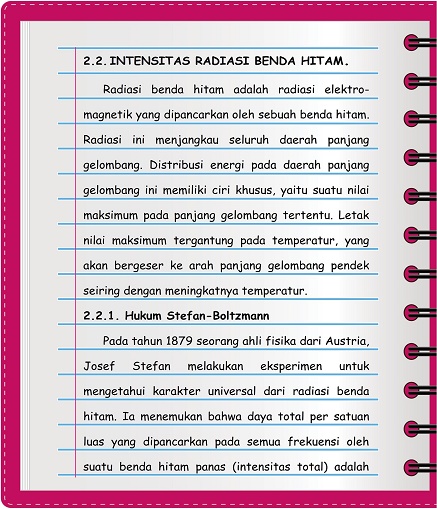 2.2. INTENSITAS RADIASI BENDA HITAM.
Radiasi benda hitam adalah radiasi elektro-
magnetik yang dipancarkan oleh sebuah benda hitam.
Radiasi ini menjangkau seluruh daerah panjang
gelombang. Distribusi energi pada daerah panjang
gelombang ini memiliki ciri khusus, yaitu suatu nilai
maksimum pada panjang gelombang tertentu. Letak
nilai maksimum tergantung pada temperatur, yang
akan bergeser ke arah panjang gelombang pendek
seiring dengan meningkatnya temperatur.
2.2.1. Hukum Stefan-Boltzmann
Pada tahun 1879 seorang ahli fisika dari Austria,
Josef Stefan melakukan eksperimen untuk
mengetahui karakter universal dari radiasi benda
hitam. Ia menemukan bahwa daya total per satuan
luas yang dipancarkan pada semua frekuensi oleh
suatu benda hitam panas (intensitas total) adalah